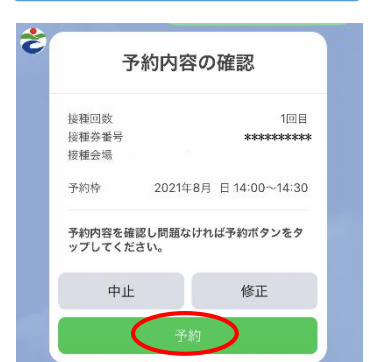 予約内容の確認
接種回数 1回目
接種券番号 **********
接種会場
予約枠 2021年8月 日 14:00~14:30
予約内容を確認し問題なければ予約ボタンをタ
ップしてください。
中止 修正
予約